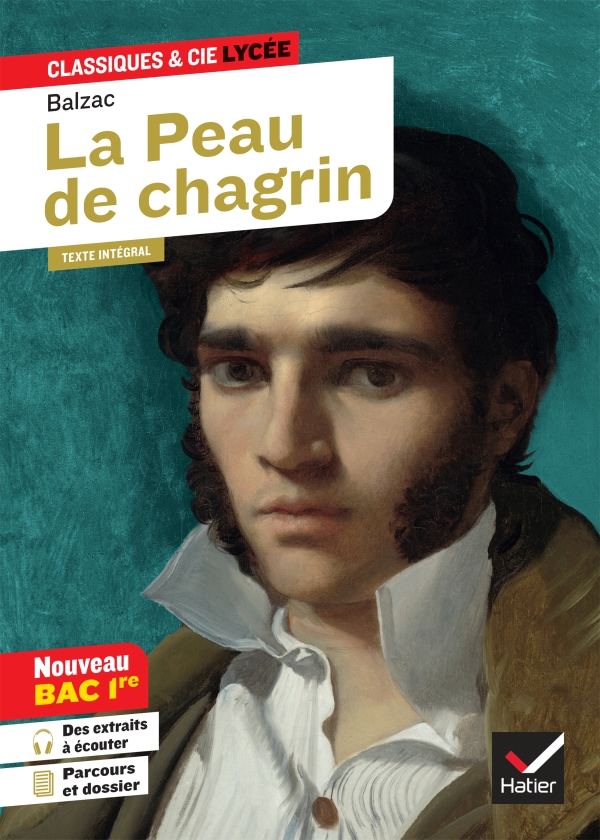 CLASSIQUES & CIE LYCÉE
Balzac
La Peau
de chagrin
TEXTE INTÉGRAL
Nouveau
BAC 1re
Des extraits
à écouter
Parcours
et dossier
Hatier